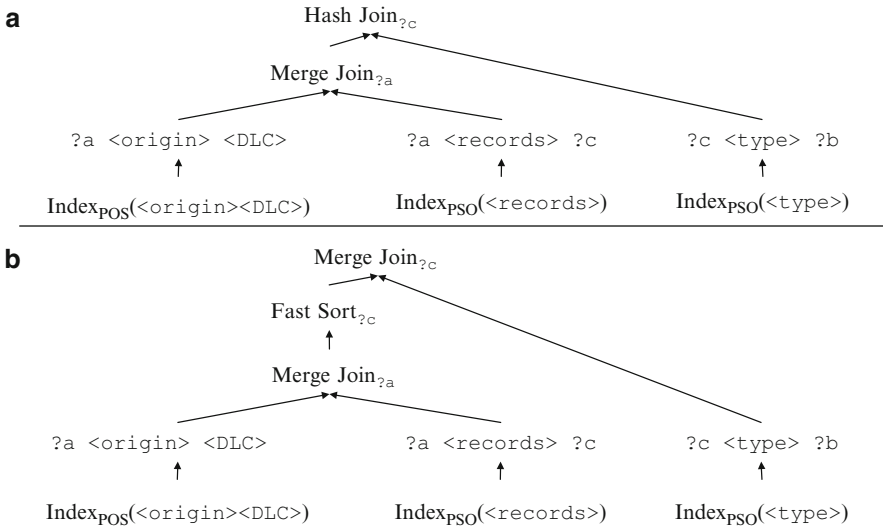 a
Hash Join?c
Merge Join?a
?a <origin> <DLC> ?a <records> ?c ?c <type> ?b
IndexPOS(<origin><DLC>) IndexPSO(<records>) IndexPSO(<type>)
b
Merge Join?c
Fast Sort?c
Merge Join?a
?a <origin> <DLC> ?a <records> ?c ?c <type> ?b
IndexPOS(<origin><DLC>) IndexPSO(<records>) IndexPSO(<type>)